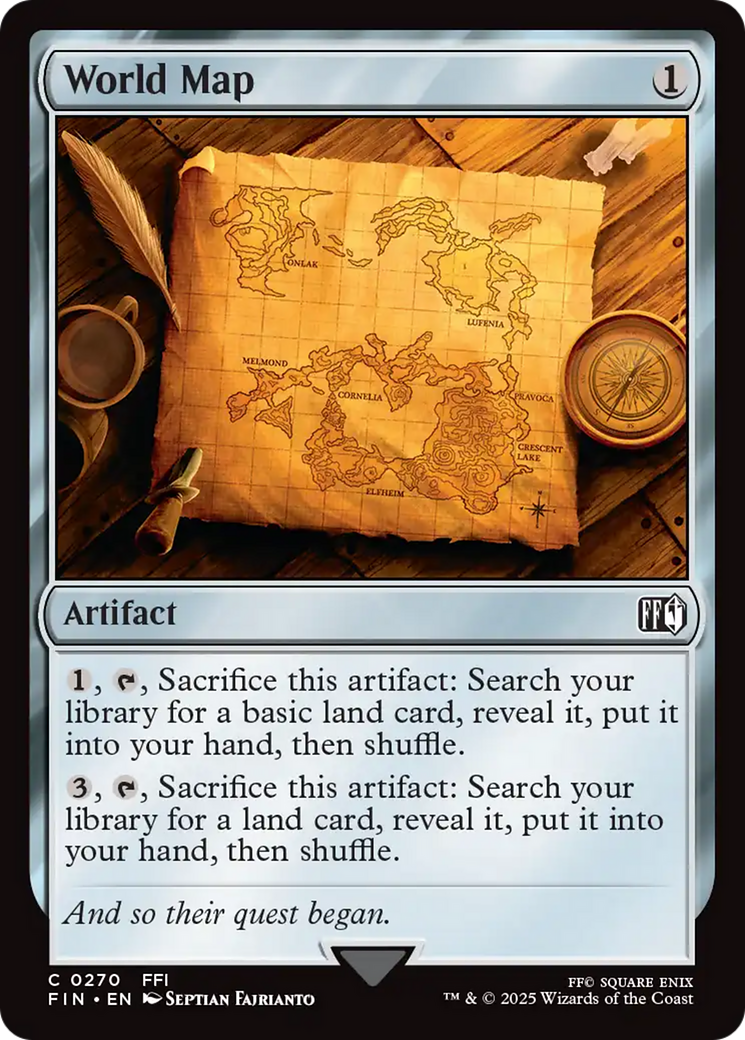 World Map 1
ONLAK
LUFENIA
MELMOND
CORNELIA
PRAVOCA
CRESCENT
LAKE
ELFHEIM
N
Artifact FF
1, , Sacrifice this artifact: Search your
library for a basic land card, reveal it, put it
into your hand, then shuffle.
3, , Sacrifice this artifact: Search your
library for a land card, reveal it, put it into
your hand, then shuffle.
And so their quest began.
C 0270 FFI
FIN • EN SEPTIAN FAJRIANTO
FF© SQUARE ENIX
™ & © 2025 Wizards of the Coast